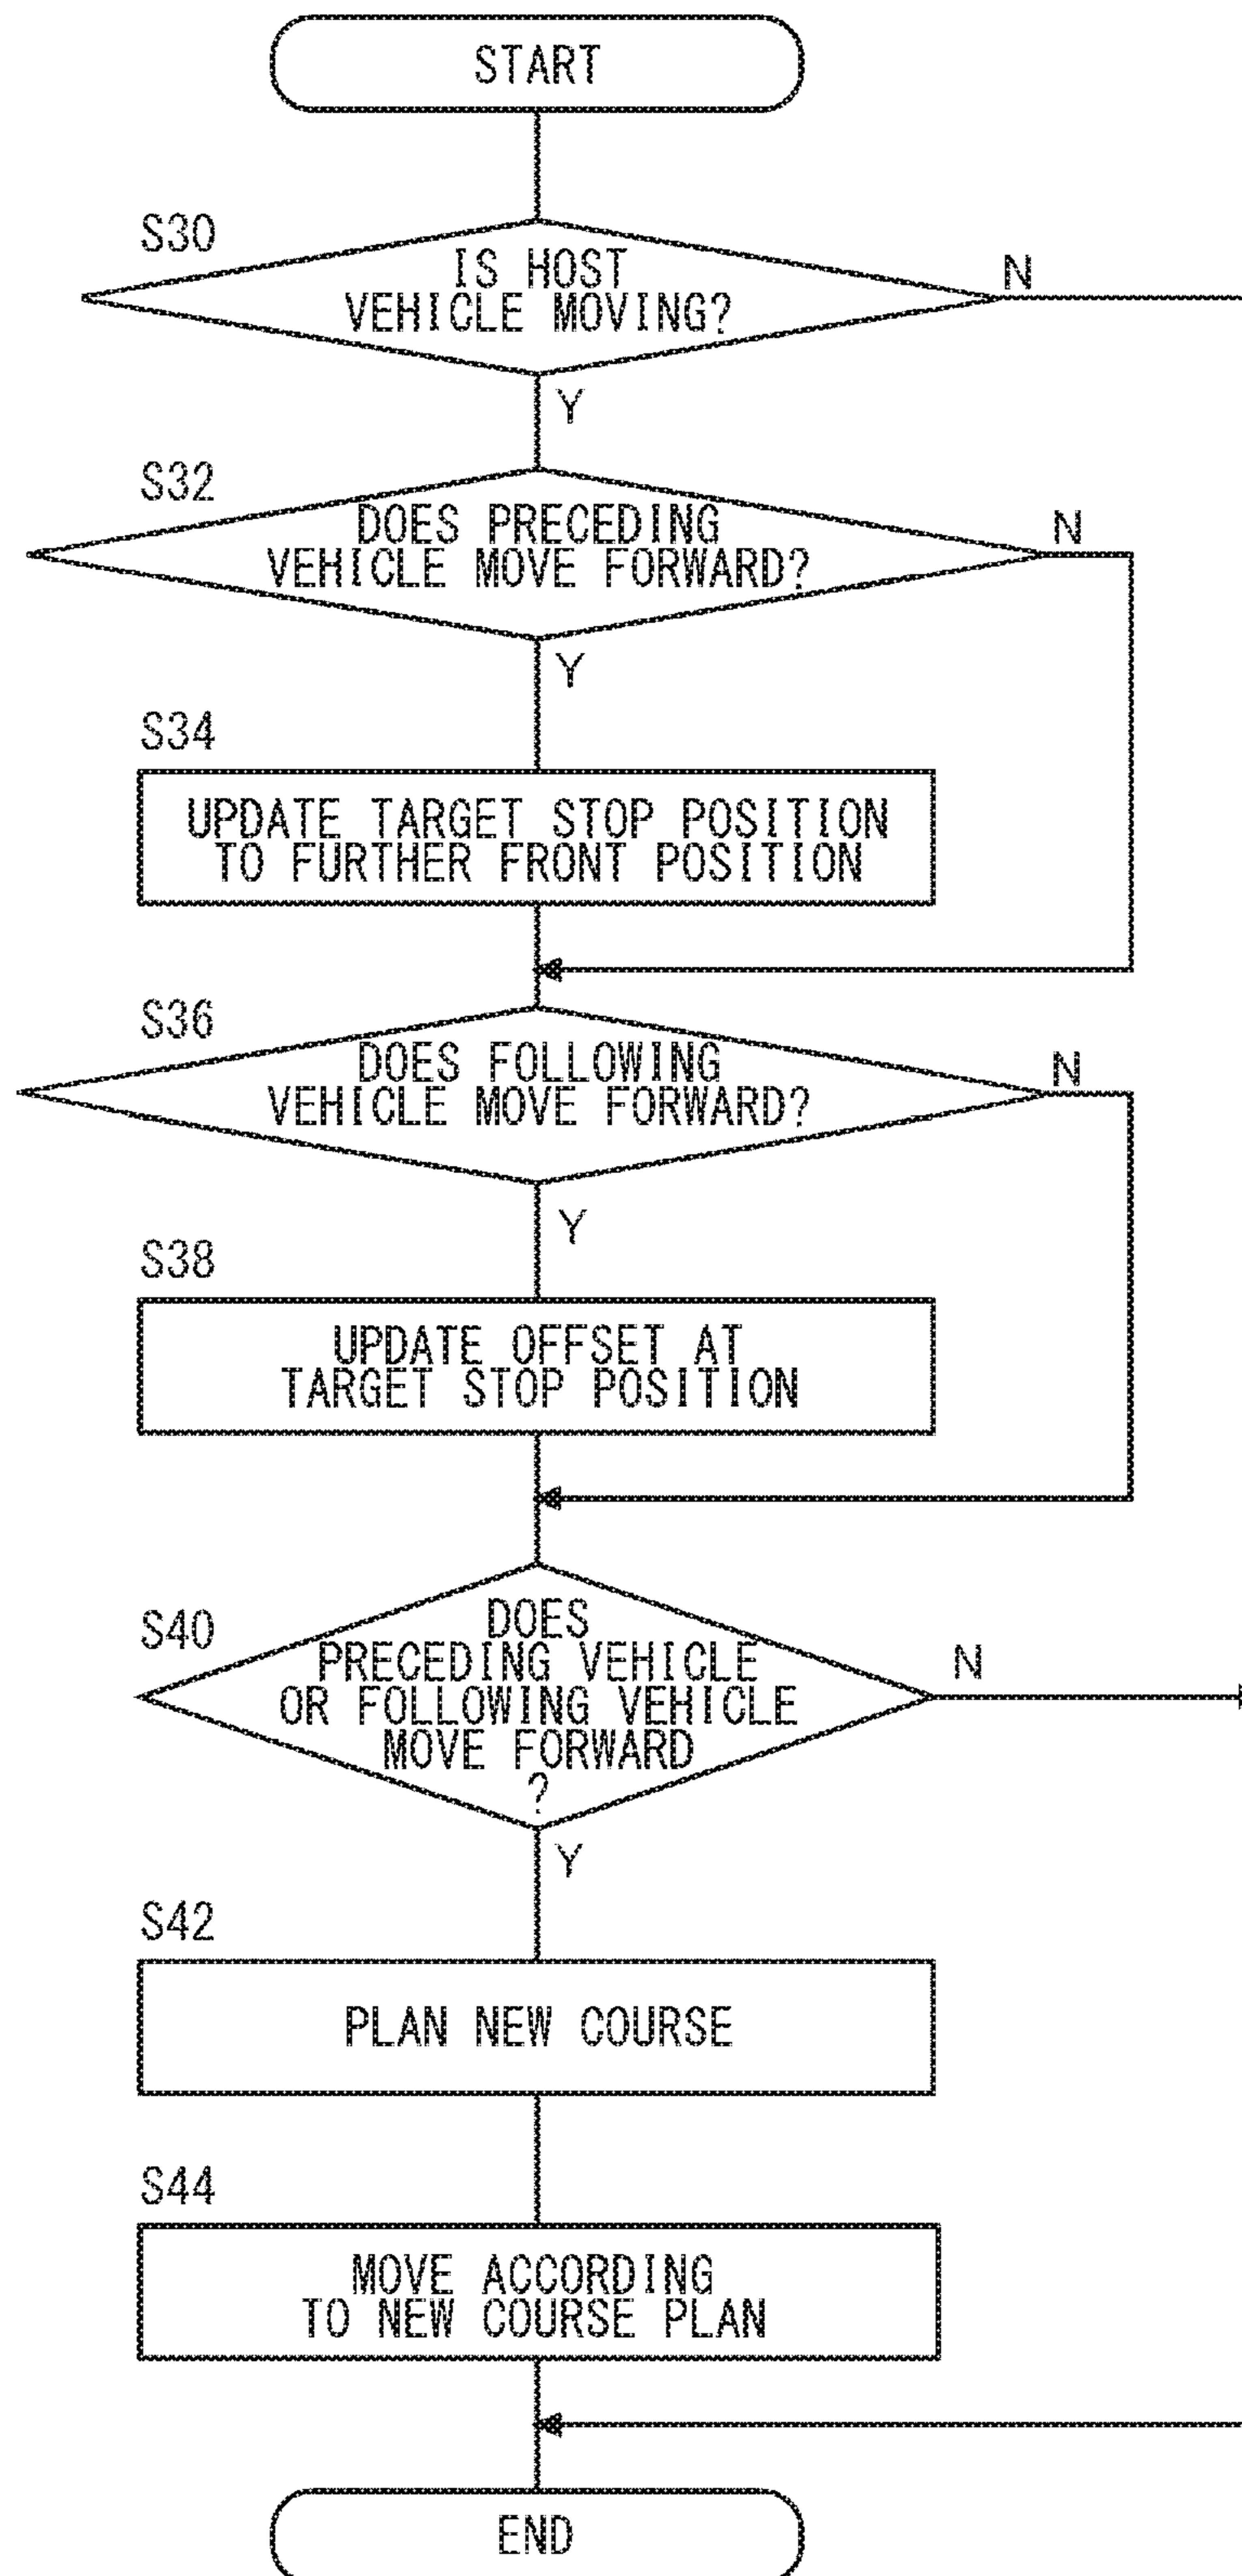 START
S30
IS HOST
VEHICLE MOVING?
N
Y
S32
DOES PRECEDING
VEHICLE MOVE FORWARD?
N
Y
S34
UPDATE TARGET STOP POSITION
TO FURTHER FRONT POSITION
S36
DOES FOLLOWING
VEHICLE MOVE FORWARD?
N
Y
S38
UPDATE OFFSET AT
TARGET STOP POSITION
S40
DOES
PRECEDING VEHICLE
OR FOLLOWING VEHICLE
MOVE FORWARD
?
N
Y
S42
PLAN NEW COURSE
S44
MOVE ACCORDING
TO NEW COURSE PLAN
END